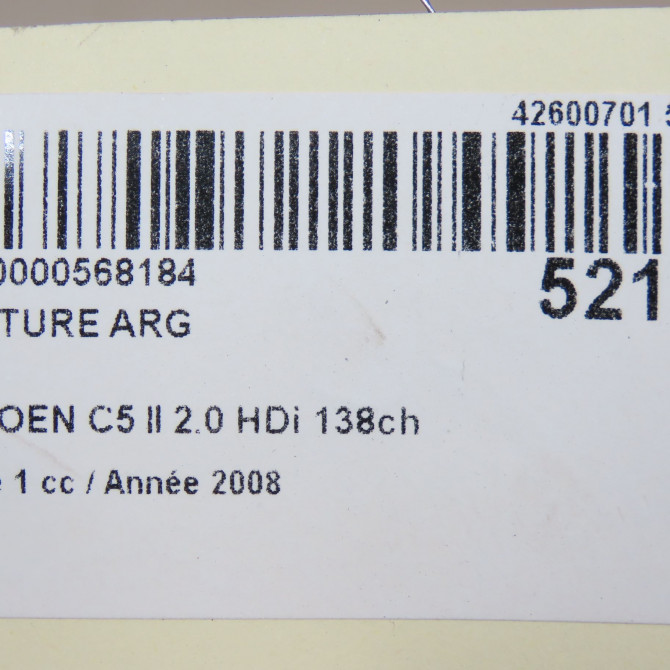 42600701
0000568184
521
TURE ARG
OEN C5 II 2.0 HDi 138ch
1 cc / Année 2008